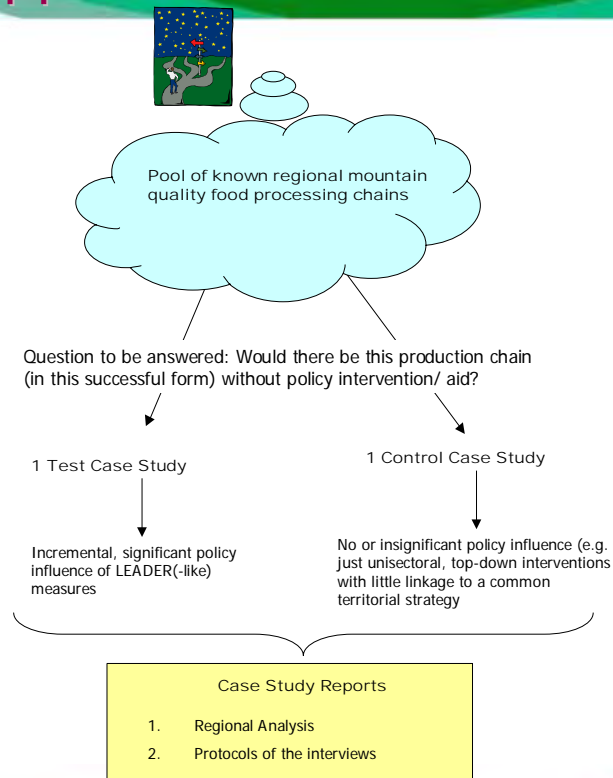 Pool of known regional mountain
quality food processing chains
Question to be answered: Would there be this production chain
(in this successful form) without policy intervention/ aid?
1 Test Case Study
1 Control Case Study
Incremental, significant policy
influence of LEADER(-like)
measures
No or insignificant policy influence (e.g.
just unisectoral, top-down interventions
with little linkage to a common
territorial strategy
Case Study Reports
1. Regional Analysis
2. Protocols of the interviews